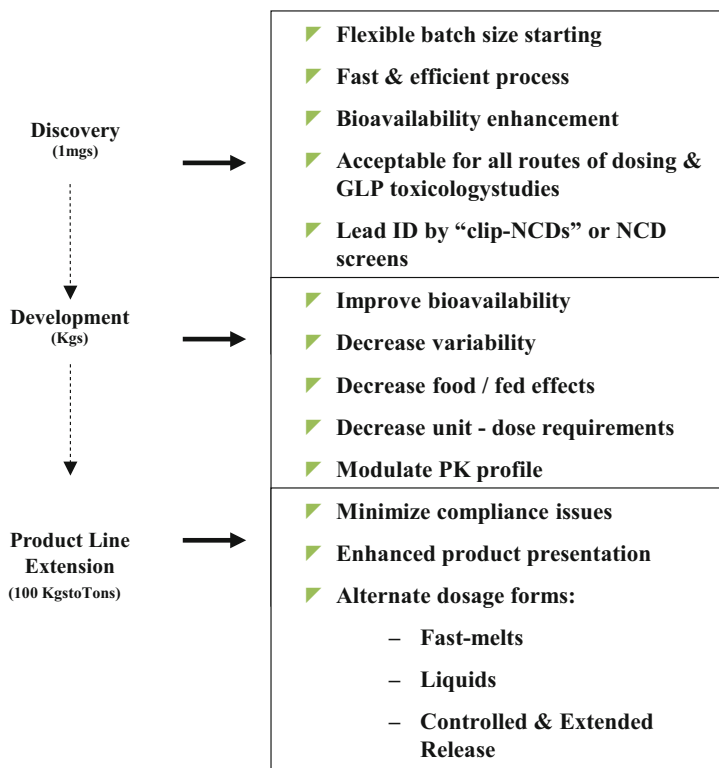 Discovery
(1mgs)
Flexible batch size starting
Fast & efficient process
Bioavailability enhancement
Acceptable for all routes of dosing &
GLP toxicologystudies
Lead ID by “clip-NCDs” or NCD
screens
Development
(Kgs)
Improve bioavailability
Decrease variability
Decrease food / fed effects
Decrease unit - dose requirements
Modulate PK profile
Product Line
Extension
(100 KgstoTons)
Minimize compliance issues
Enhanced product presentation
Alternate dosage forms:
– Fast-melts
– Liquids
– Controlled & Extended
Release